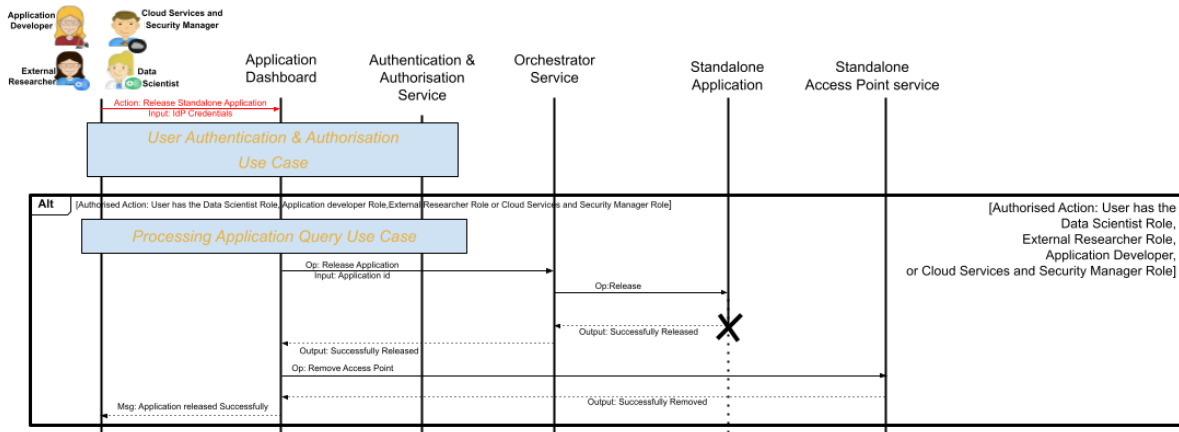 Application
Developer
Cloud Services and
Security Manager
External
Researcher
Data
Scientist
Application
Dashboard
Authentication &
Authorisation
Service
Orchestrator
Service
Standalone
Application
Standalone
Access Point service
Action: Release Standalone Application
Input: IdP Credentials
User Authentication & Authorisation
Use Case
Alt
[Authorised Action: User has the Data Scientist Role, Application developer Role,External Researcher Role or Cloud Services and Security Manager Role]
[Authorised Action: User has the
Data Scientist Role,
External Researcher Role,
Application Developer,
or Cloud Services and Security Manager Role]
Processing Application Query Use Case
Op: Release Application
Input: Application id
Op:Release
Output: Successfully Released
Output: Successfully Released
Op: Remove Access Point
Output: Successfully Removed
Msg: Application released Successfully